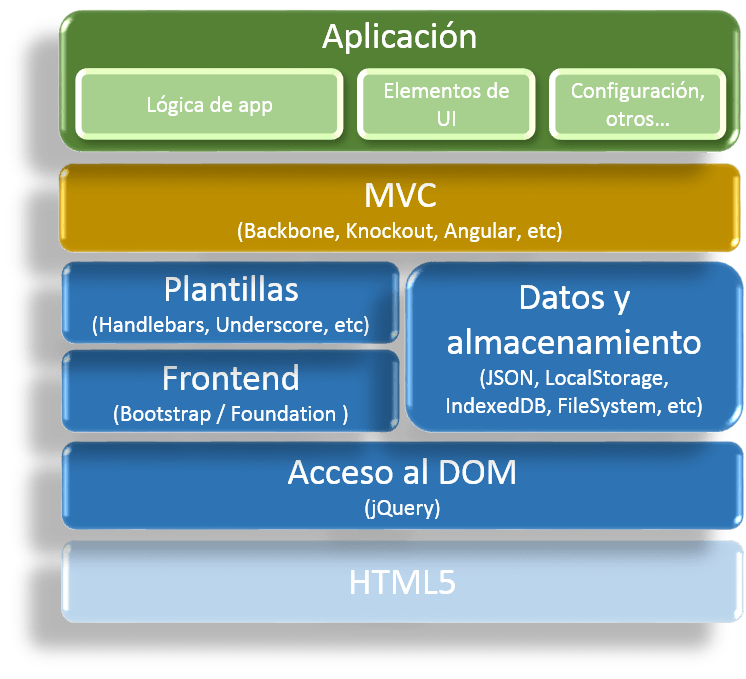 Aplicación
Lógica de app
Elementos de
UI
Configuración,
otros...
MVC
(Backbone, Knockout, Angular, etc)
Plantillas
(Handlebars, Underscore, etc)
Frontend
(Bootstrap / Foundation )
Datos y
almacenamiento
(JSON, LocalStorage,
IndexedDB, FileSystem, etc)
Acceso al DOM
(jQuery)
HTML5